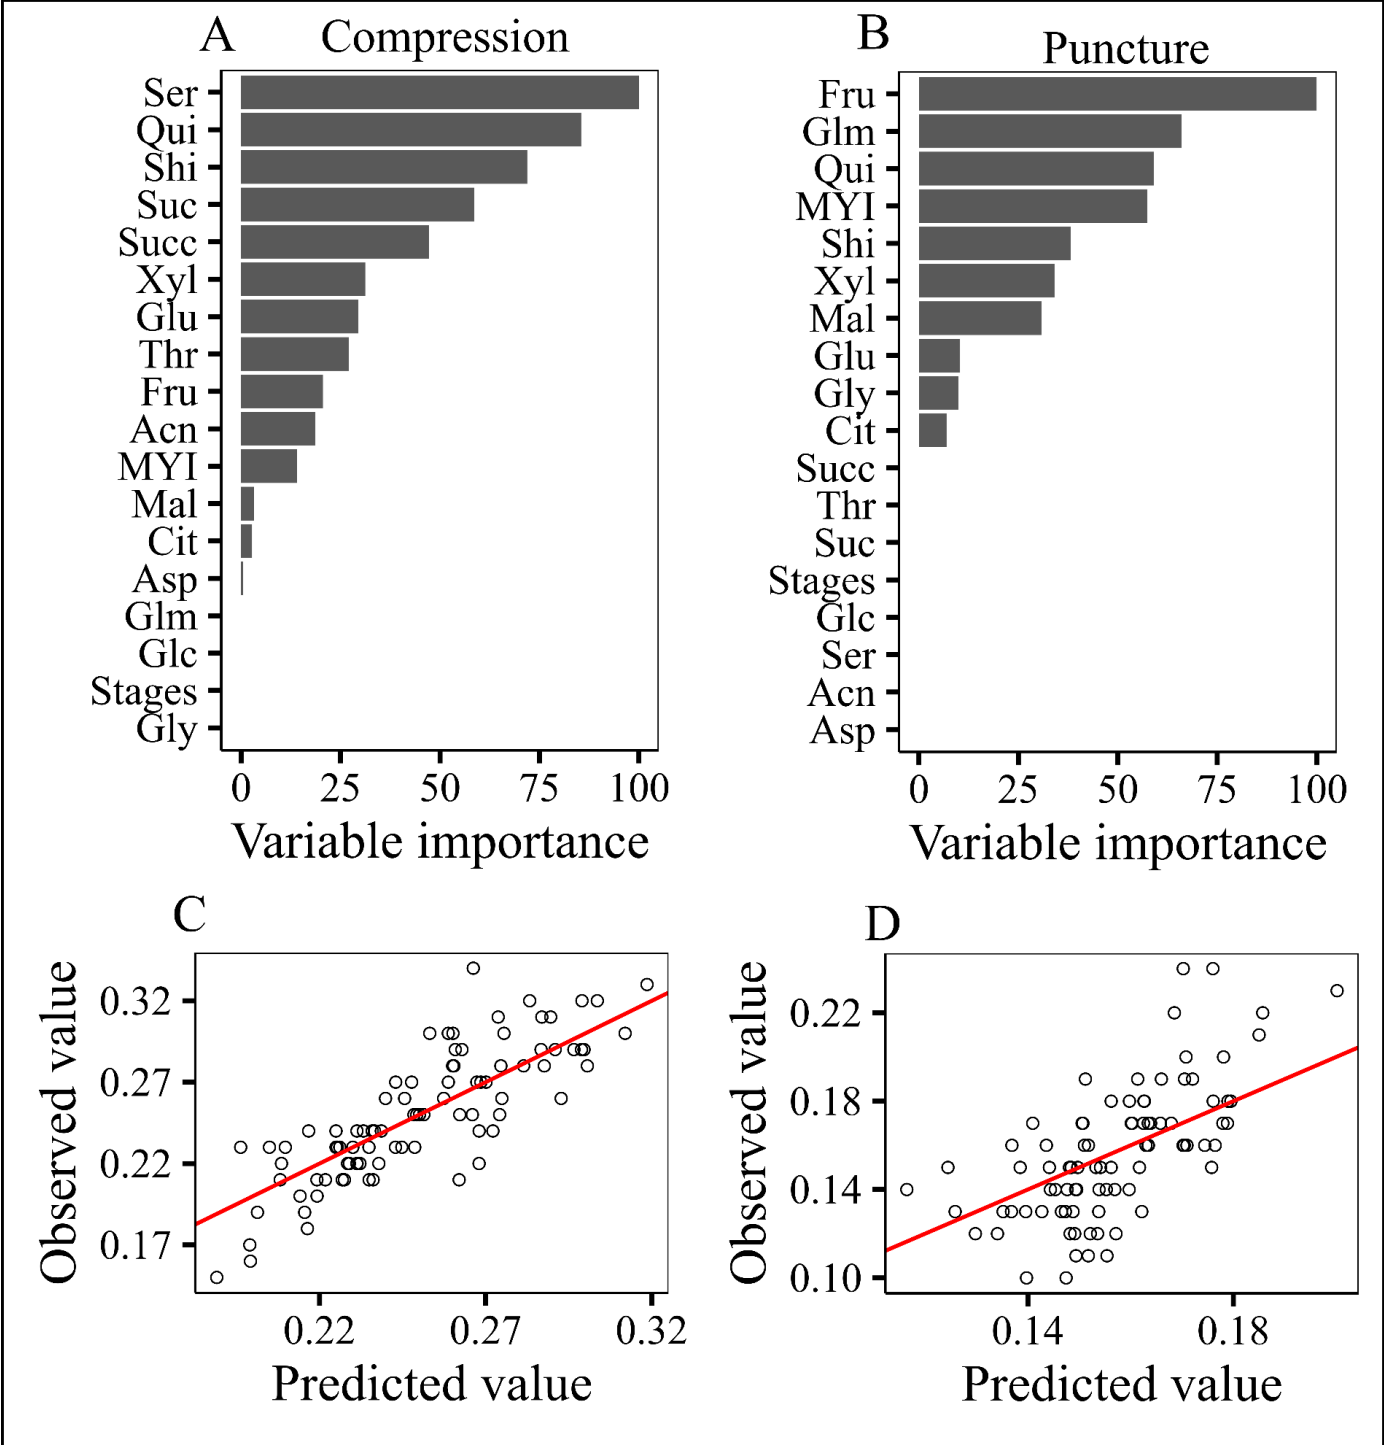 A
Compression
Ser
Qui
Shi
Suc
Succ
Xyl
Glu
Thr
Fru
Acn
MYI
Mal
Cit
Asp
Glm
Glc
Stages
Gly
0 25 50 75 100
Variable importance
B
Puncture
Fru
Glm
Qui
MYI
Shi
Xyl
Mal
Glu
Gly
Cit
Succ
Thr
Suc
Stages
Glc
Ser
Acn
Asp
0 25 50 75 100
Variable importance
C
Observed value
0.32
0.27
0.22
0.17
0.22 0.27 0.32
Predicted value
D
Observed value
0.22
0.18
0.14
0.10
0.14 0.18
Predicted value